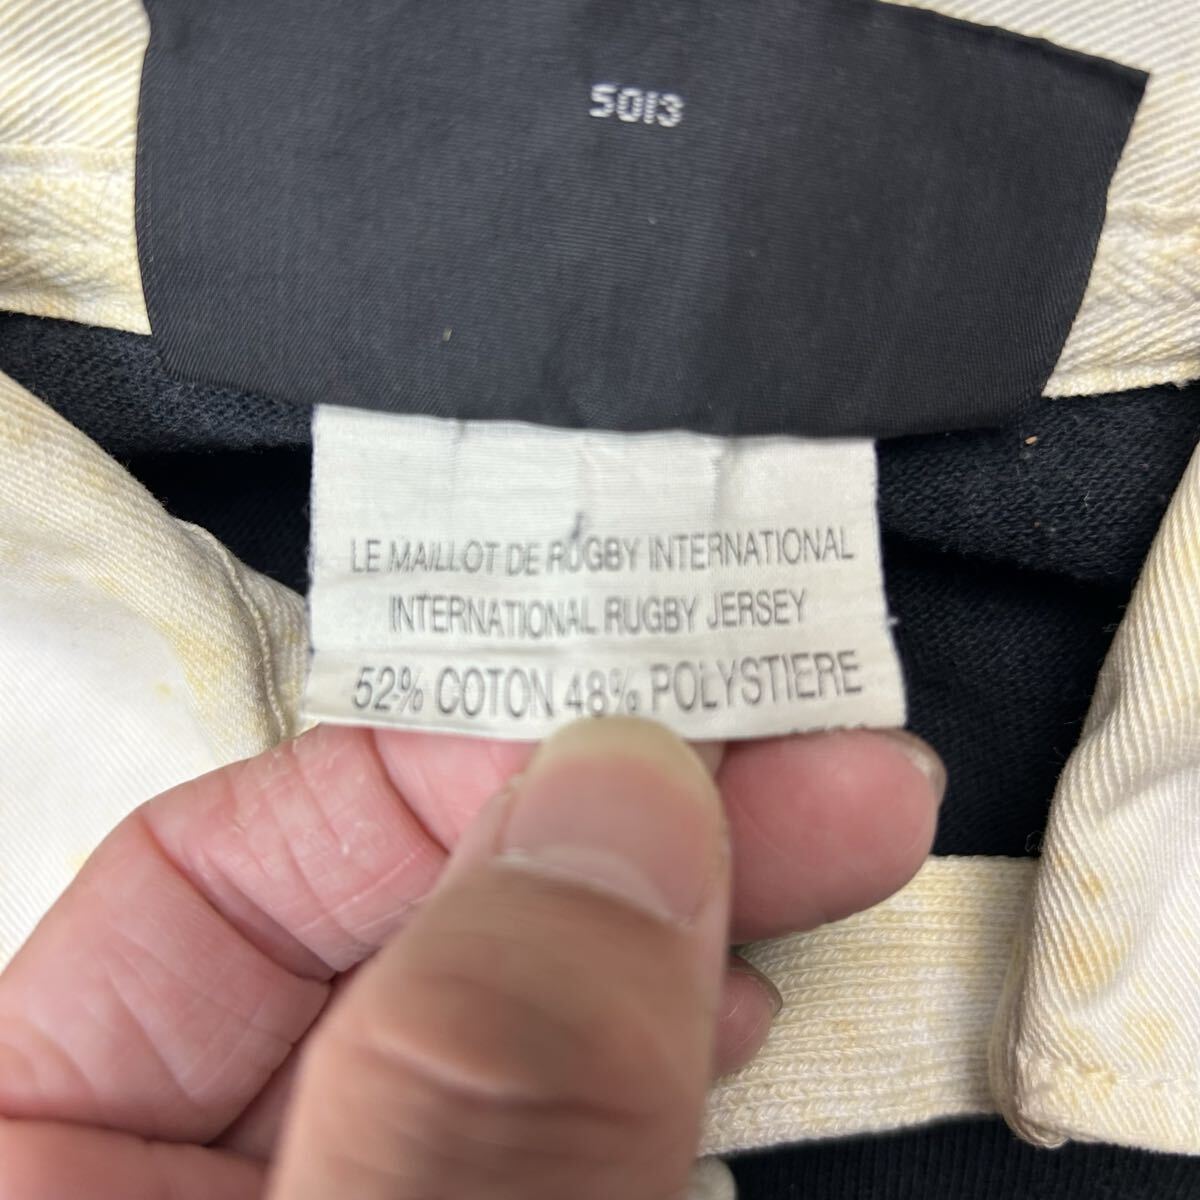 5013
LE MAILLOT DE RUGBY INTERNATIONAL
INTERNATIONAL RUGBY JERSEY
52% COTON 48% POLYSTIERE